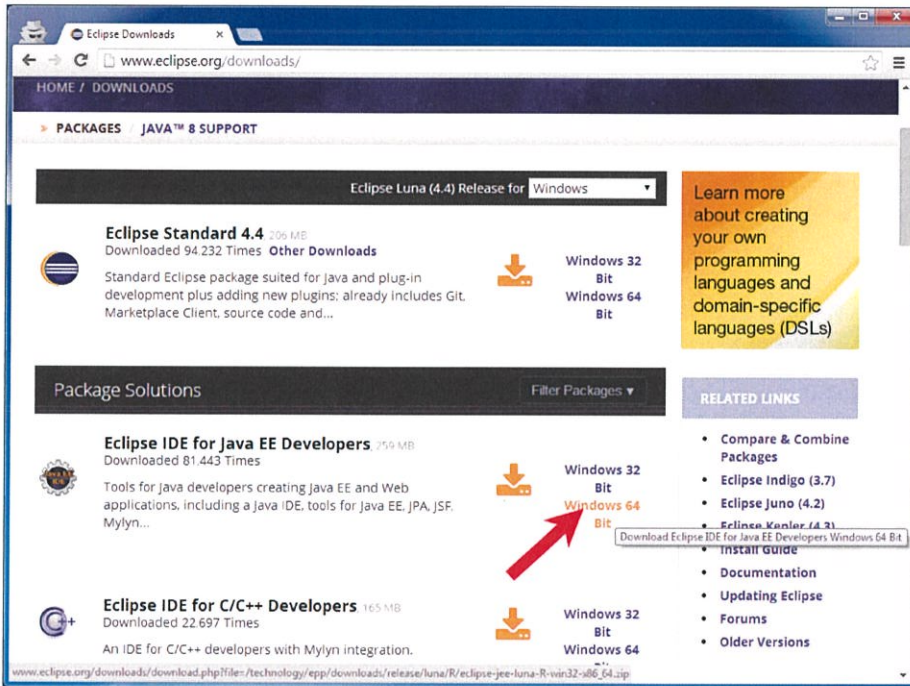 Eclipse Downloads
www.eclipse.org/downloads/
HOME / DOWNLOADS
PACKAGES JAVA™ 8 SUPPORT
Eclipse Luna (4.4) Release for Windows
Eclipse Standard 4.4, 206 MB
Downloaded 94,232 Times Other Downloads
Standard Eclipse package suited for Java and plug-in
development plus adding new plugins; already includes Git,
Marketplace Client, source code and...
Windows 32
Bit
Windows 64
Bit
Learn more
about creating
your own
programming
languages and
domain-specific
languages (DSLs)
Package Solutions
Filter Packages
Eclipse IDE for Java EE Developers, 259 MB
Downloaded 81,443 Times
Tools for Java developers creating Java EE and Web
applications, including a Java IDE, tools for Java EE, JPA, JSF,
Mylyn...
Java EE
IDE
Windows 32
Bit
Windows 64
Bit
Download Eclipse IDE for Java EE Developers Windows 64 Bit
RELATED LINKS
Compare & Combine
Packages
Eclipse Indigo (3.7)
Eclipse Juno (4.2)
Eclipse Kepler (4.3)
Install Guide
Documentation
Updating Eclipse
Forums
Older Versions
Eclipse IDE for C/C++ Developers, 165 MB
Downloaded 22,697 Times
An IDE for C/C++ developers with Mylyn integration.
C++
Windows 32
Bit
Windows 64
Bit
www.eclipse.org/downloads/download.php?file=/technology/epp/downloads/release/luna/R/eclipse-jee-luna-R-win32-x86_64.zip